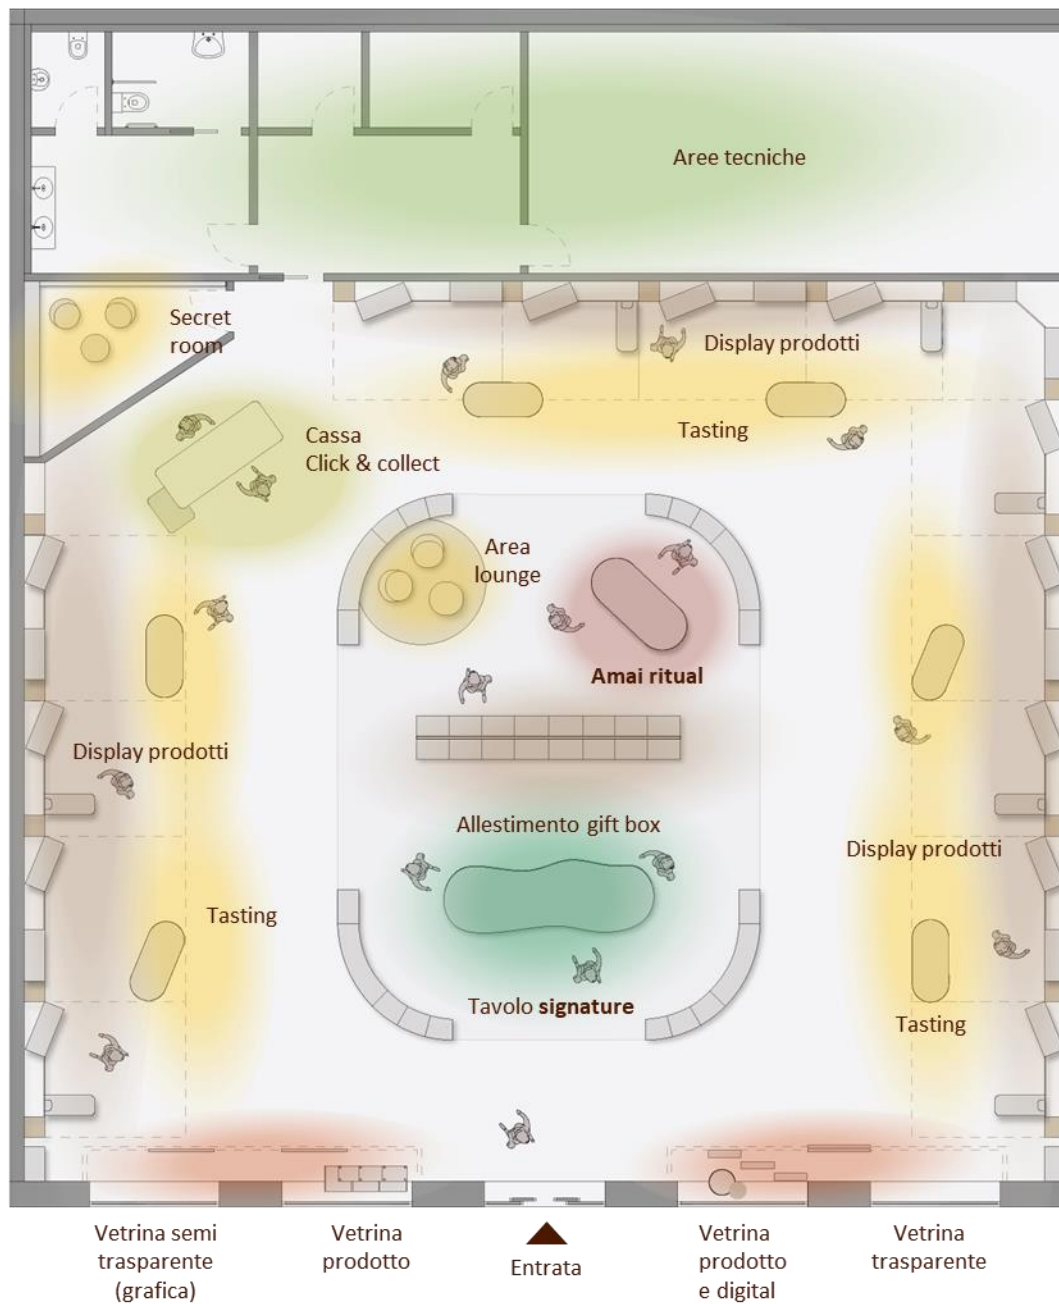 Aree tecniche
Secret
room
Display prodotti
Tasting
Cassa
Click & collect
Area
lounge
Amai ritual
Display prodotti
Allestimento gift box
Display prodotti
Tasting
Tavolo signature
Tasting
Vetrina semi
trasparente
(grafica)
Vetrina
prodotto
Entrata
Vetrina
prodotto
e digital
Vetrina
trasparente